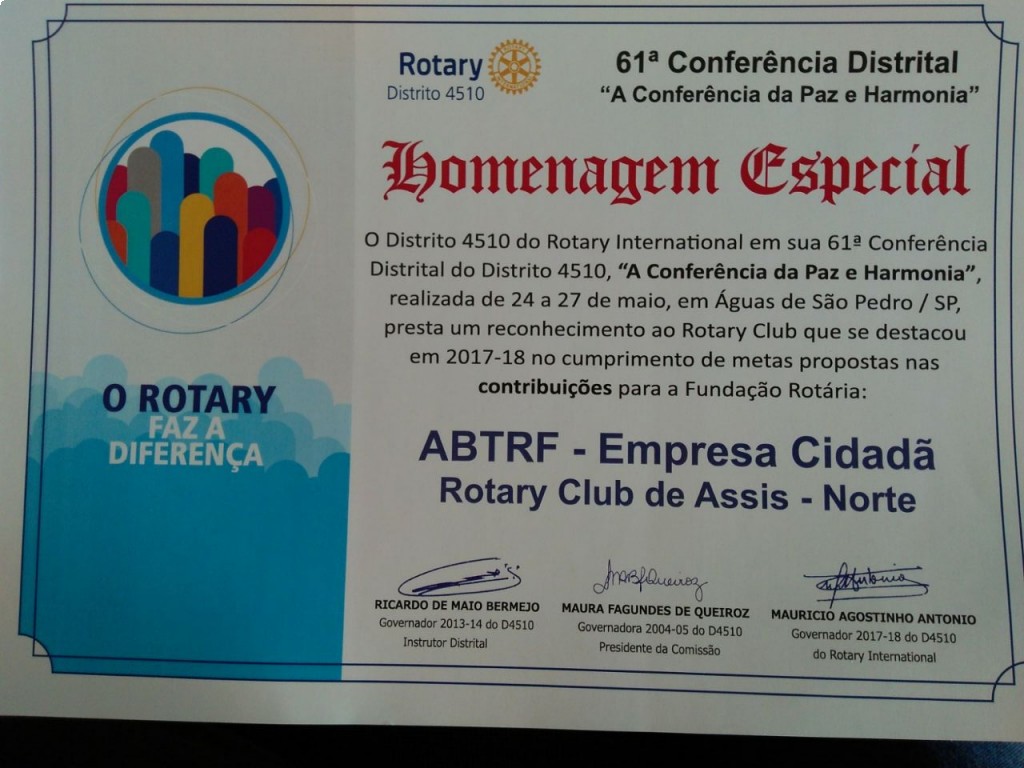 Rotary
Distrito 4510
61ª Conferência Distrital
“A Conferência da Paz e Harmonia”
Homenagem Especial
O Distrito 4510 do Rotary International em sua 61ª Conferência
Distrital do Distrito 4510, “A Conferência da Paz e Harmonia”,
realizada de 24 a 27 de maio, em Águas de São Pedro / SP,
presta um reconhecimento ao Rotary Club que se destacou
em 2017-18 no cumprimento de metas propostas nas
contribuições para a Fundação Rotária:
O ROTARY
FAZ A
DIFERENÇA
ABTRF - Empresa Cidadã
Rotary Club de Assis - Norte
RICARDO DE MAIO BERMEJO
Governador 2013-14 do D4510
Instrutor Distrital
MAURA FAGUNDES DE QUEIROZ
Governadora 2004-05 do D4510
Presidente da Comissão
MAURICIO AGOSTINHO ANTONIO
Governador 2017-18 do D4510
do Rotary International